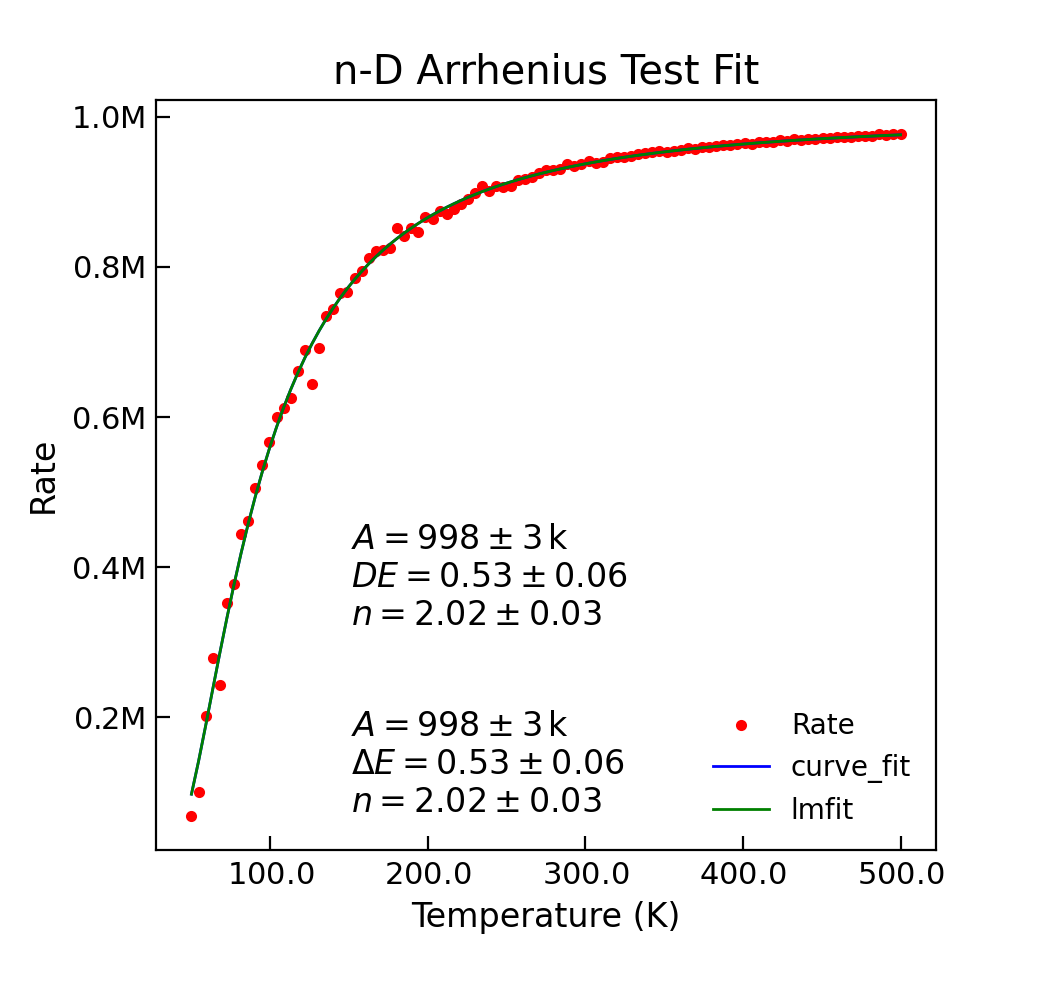 n-D Arrhenius Test Fit
1.0M
0.8M
0.6M
0.4M
0.2M
Rate
A = 998 ± 3 k
DE = 0.53 ± 0.06
n = 2.02 ± 0.03
A = 998 ± 3 k
ΔE = 0.53 ± 0.06
n = 2.02 ± 0.03
Rate
curve_fit
lmfit
100.0 200.0 300.0 400.0 500.0
Temperature (K)